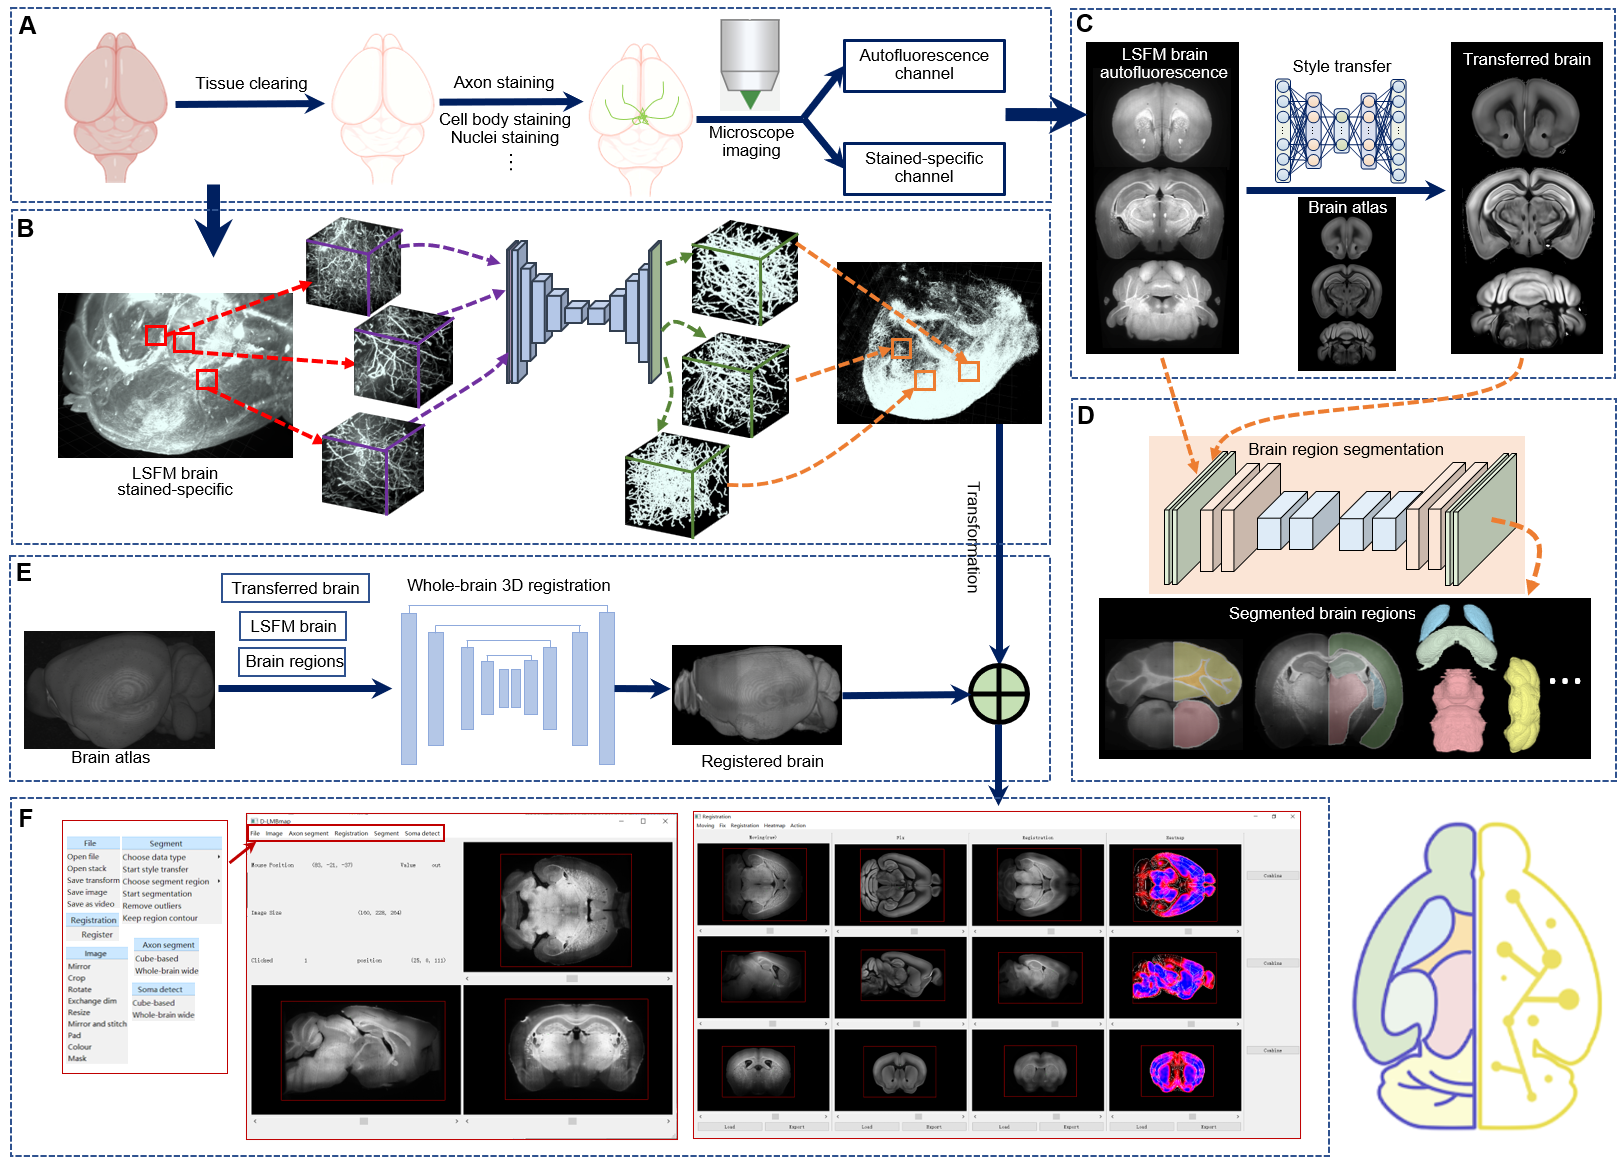 A
Tissue clearing
Axon staining
Cell body staining
Nuclei staining
⋮
Microscope
imaging
Autofluorescence
channel
Stained-specific
channel
B
LSFM brain
stained-specific
Transformation
C
LSFM brain
autofluorescence
Style transfer
Brain atlas
Transferred brain
D
Brain region segmentation
Segmented brain regions
...
E
Transferred brain
LSFM brain
Brain regions
Whole-brain 3D registration
Brain atlas
Registered brain
F
File
Open file
Open stack
Save transform
Save image
Save as video
Registration
Register
Image
Mirror
Crop
Rotate
Exchange dim
Resize
Mirror and stitch
Pad
Colour
Mask
Segment
Choose data type
Start style transfer
Choose segment region
Start segmentation
Remove outliers
Keep region contour
Axon segment
Cube-based
Whole-brain wide
Soma detect
Cube-based
Whole-brain wide
D-LMBmap
File Image Axon segment Registration Segment Soma detect
Mouse Position (83, -21, -37) Value out
Image Size (160, 228, 264)
Clicked 1 position (25, 0, 111)
Registration
Moving Fix Registration Heatmap Action
Moving(raw) Fix Registration Heatmap
Combine
Combine
Combine
Load Export Load Export Load Export Load Export